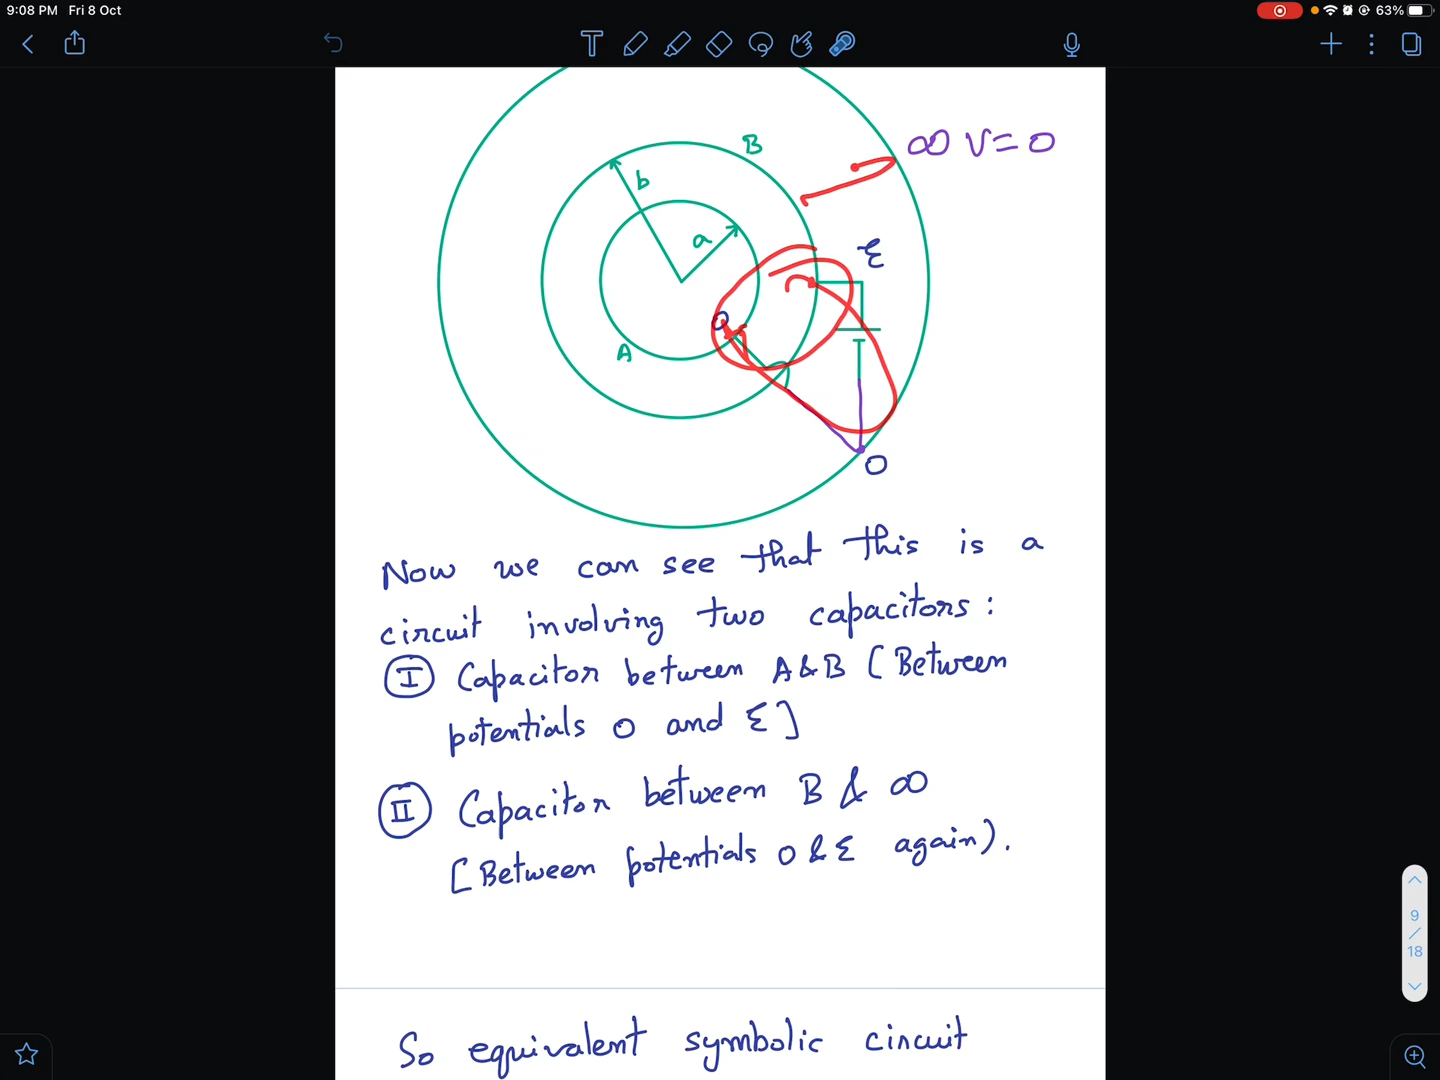 9:08 PM Fri 8 Oct
63%
T
B
∞ V=0
b
a
ε
O
A
O
Now we can see that this is a
circuit involving two capacitors:
I Capacitor between A&B [Between
potentials 0 and ε]
II Capacitor between B & ∞
[Between potentials 0 & ε again).
9
/
18
So equivalent symbolic circuit